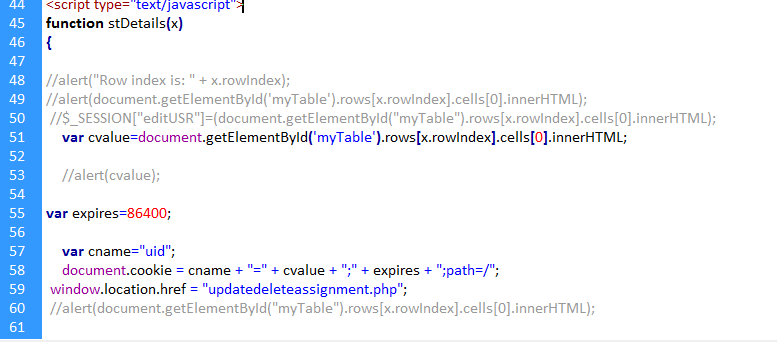 44 <script type="text/javascript">
45 function stDetails(x)
46 {
47
48 //alert("Row index is: " + x.rowIndex);
49 //alert(document.getElementById('myTable').rows[x.rowIndex].cells[0].innerHTML);
50 //$_SESSION["editUSR"]=(document.getElementById("myTable").rows[x.rowIndex].cells[0].innerHTML);
51 var cvalue=document.getElementById('myTable').rows[x.rowIndex].cells[0].innerHTML;
52
53 //alert(cvalue);
54
55 var expires=86400;
56
57 var cname="uid";
58 document.cookie = cname + "=" + cvalue + ";" + expires + ";path=/";
59 window.location.href = "updatedeleteassignment.php";
60 //alert(document.getElementById("myTable").rows[x.rowIndex].cells[0].innerHTML);
61